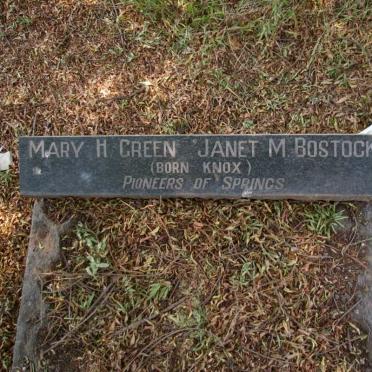 MARY H GREEN JANET M BOSTOCK
(BORN KNOX)
PIONEERS OF SPRINGS